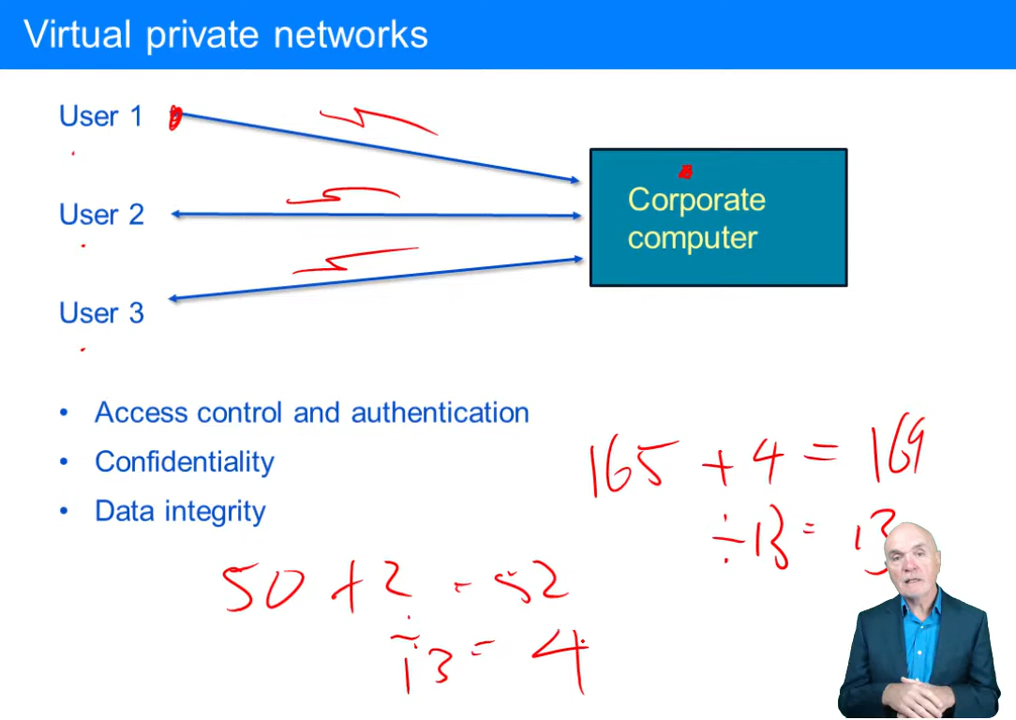 Virtual private networks
User 1
User 2
User 3
Corporate
computer
• Access control and authentication
• Confidentiality
• Data integrity
165 + 4 = 169
÷ 13 = 13
50 + 2 = 52
÷ 13 = 4